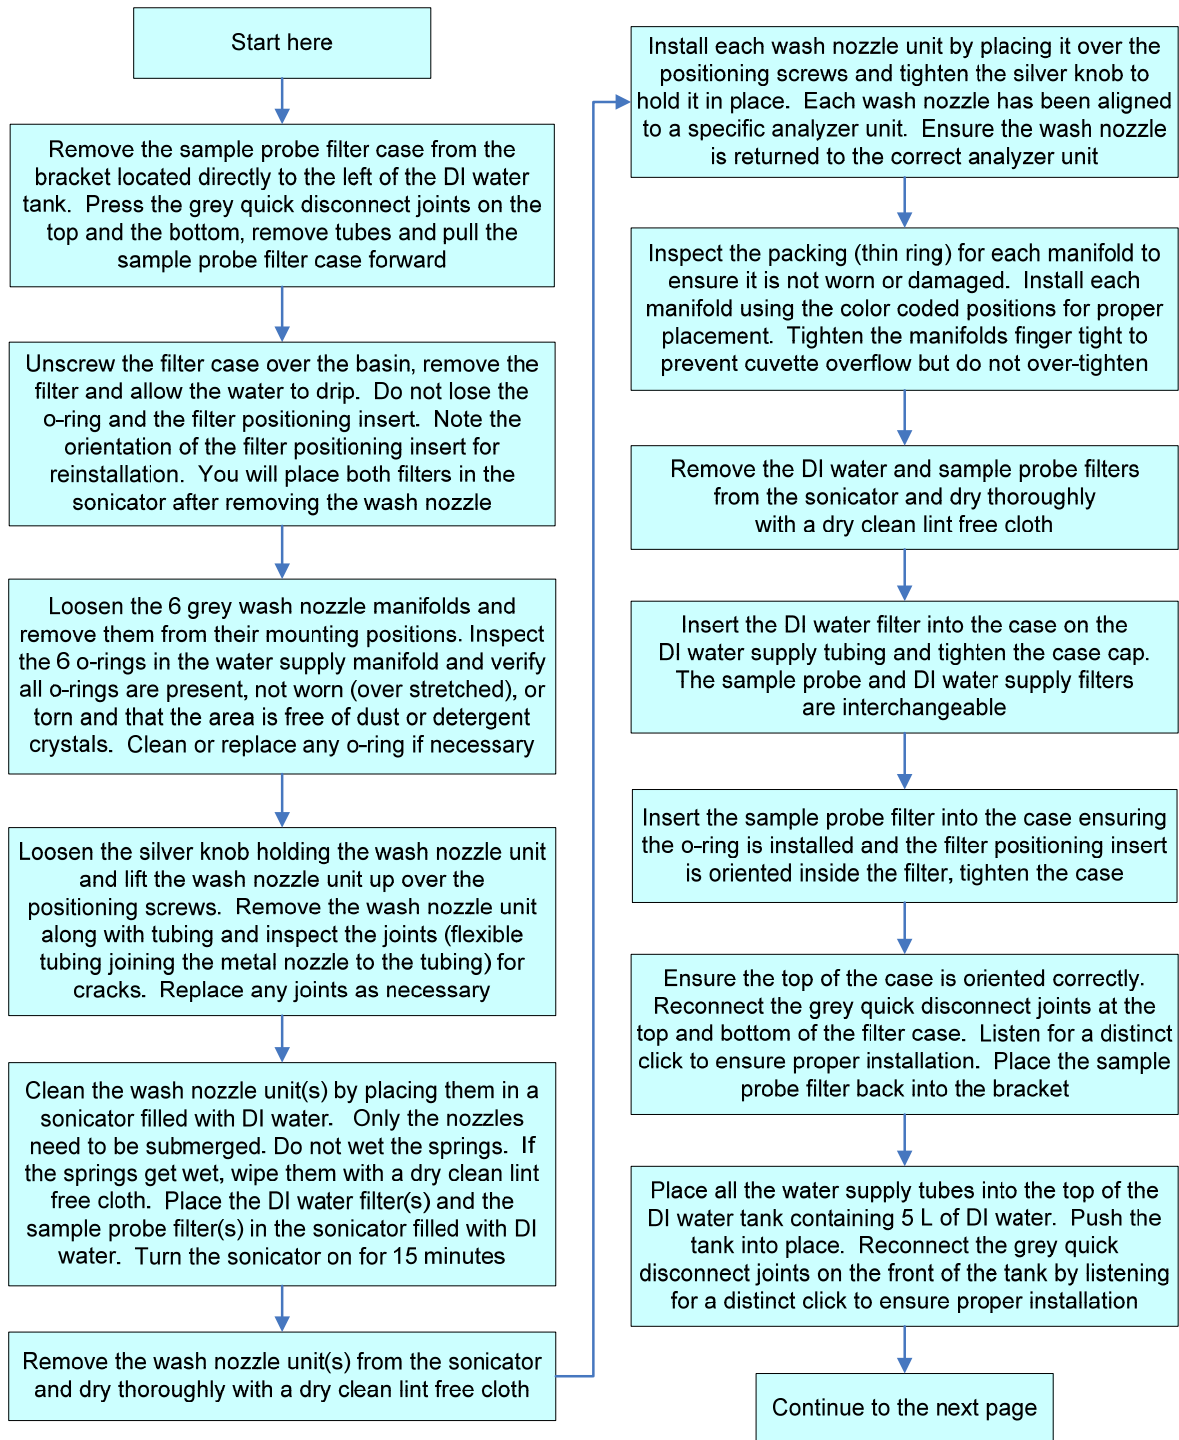 Start here
Remove the sample probe filter case from the
bracket located directly to the left of the DI water
tank.  Press the grey quick disconnect joints on the
top and the bottom, remove tubes and pull the
sample probe filter case forward
Unscrew the filter case over the basin, remove the
filter and allow the water to drip.  Do not lose the
o-ring and the filter positioning insert.  Note the
orientation of the filter positioning insert for
reinstallation.  You will place both filters in the
sonicator after removing the wash nozzle
Loosen the 6 grey wash nozzle manifolds and
remove them from their mounting positions. Inspect
the 6 o-rings in the water supply manifold and verify
all o-rings are present, not worn (over stretched), or
torn and that the area is free of dust or detergent
crystals.  Clean or replace any o-ring if necessary
Loosen the silver knob holding the wash nozzle unit
and lift the wash nozzle unit up over the
positioning screws.  Remove the wash nozzle unit
along with tubing and inspect the joints (flexible
tubing joining the metal nozzle to the tubing) for
cracks.  Replace any joints as necessary
Clean the wash nozzle unit(s) by placing them in a
sonicator filled with DI water.   Only the nozzles
need to be submerged. Do not wet the springs.  If
the springs get wet, wipe them with a dry clean lint
free cloth.  Place the DI water filter(s) and the
sample probe filter(s) in the sonicator filled with DI
water.  Turn the sonicator on for 15 minutes
Remove the wash nozzle unit(s) from the sonicator
and dry thoroughly with a dry clean lint free cloth
Install each wash nozzle unit by placing it over the
positioning screws and tighten the silver knob to
hold it in place.  Each wash nozzle has been aligned
to a specific analyzer unit.  Ensure the wash nozzle
is returned to the correct analyzer unit
Inspect the packing (thin ring) for each manifold to
ensure it is not worn or damaged.  Install each
manifold using the color coded positions for proper
placement.  Tighten the manifolds finger tight to
prevent cuvette overflow but do not over-tighten
Remove the DI water and sample probe filters
from the sonicator and dry thoroughly
with a dry clean lint free cloth
Insert the DI water filter into the case on the
DI water supply tubing and tighten the case cap.
The sample probe and DI water supply filters
are interchangeable
Insert the sample probe filter into the case ensuring
the o-ring is installed and the filter positioning insert
is oriented inside the filter, tighten the case
Ensure the top of the case is oriented correctly.
Reconnect the grey quick disconnect joints at the
top and bottom of the filter case.  Listen for a distinct
click to ensure proper installation.  Place the sample
probe filter back into the bracket
Place all the water supply tubes into the top of the
DI water tank containing 5 L of DI water.  Push the
tank into place.  Reconnect the grey quick
disconnect joints on the front of the tank by listening
for a distinct click to ensure proper installation
Continue to the next page